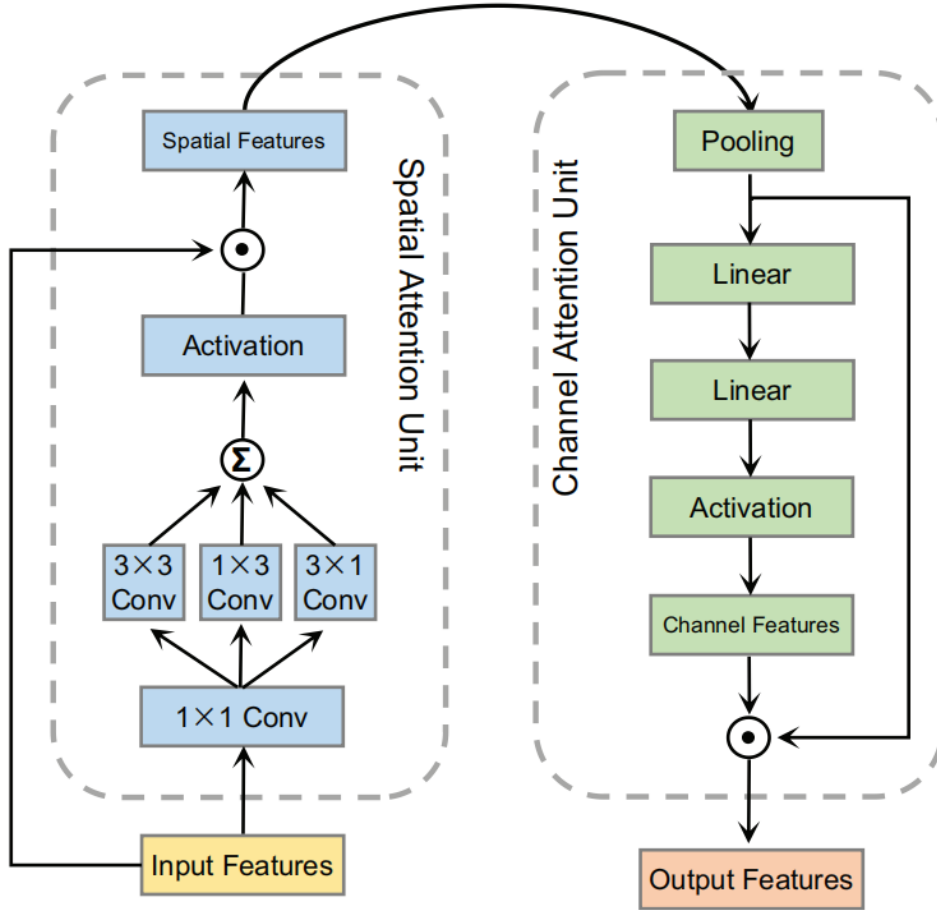 Spatial Features
Activation
Σ
3×3
Conv
1×3
Conv
3×1
Conv
1×1 Conv
Input Features
Spatial Attention Unit
Channel Attention Unit
Pooling
Linear
Linear
Activation
Channel Features
Output Features